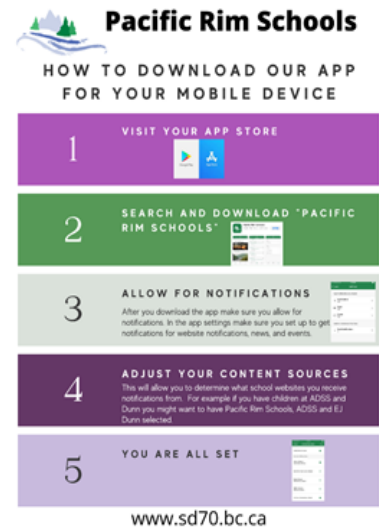 Pacific Rim Schools
HOW TO DOWNLOAD OUR APP
FOR YOUR MOBILE DEVICE
1
VISIT YOUR APP STORE
2
SEARCH AND DOWNLOAD "PACIFIC
RIM SCHOOLS"
3
ALLOW FOR NOTIFICATIONS
After you download the app make sure you allow for
notifications. In the app settings make sure you set up to get
notifications for website notifications, news, and events.
4
ADJUST YOUR CONTENT SOURCES
This will allow you to determine what school websites you receive
notifications from. For example if you have children at ADSS and
Dunn you might want to have Pacific Rim Schools, ADSS and EJ
Dunn selected
5
YOU ARE ALL SET
www.sd70.bc.ca